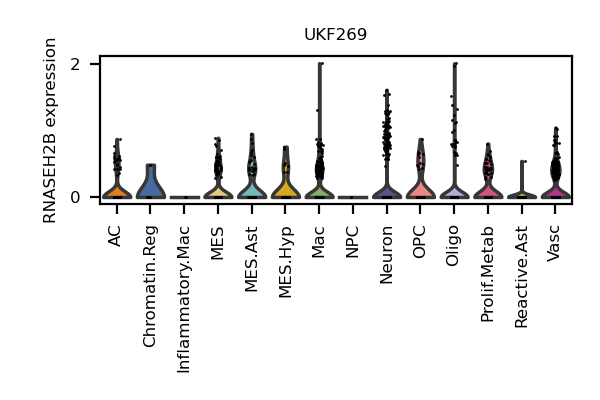 UKF269
RNASEH2B expression
2
0
AC
Chromatin.Reg
Inflammatory.Mac
MES
MES.Ast
MES.Hyp
Mac
NPC
Neuron
OPC
Oligo
Prolif.Metab
Reactive.Ast
Vasc